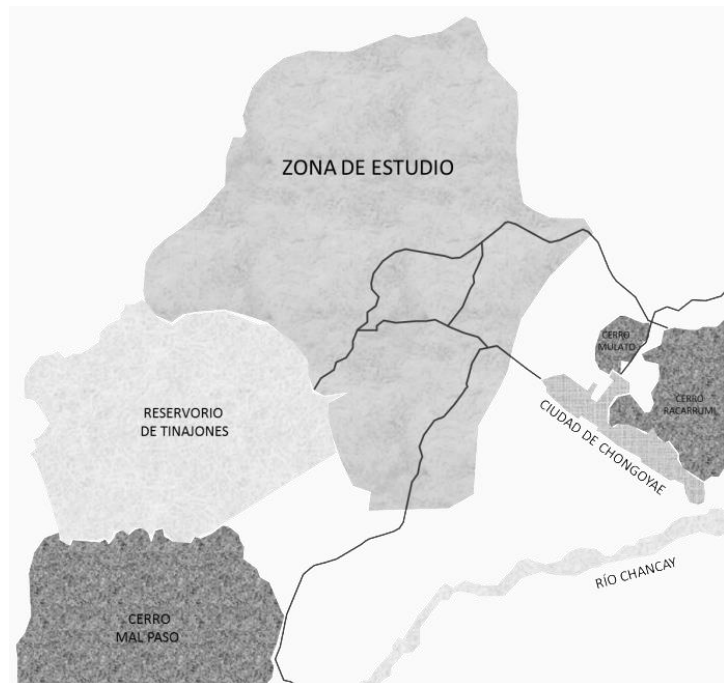 ZONA DE ESTUDIO
CERRO
MULATO
CERRO
RACARRUMI
RESERVORIO
DE TINAJONES
CIUDAD DE CHONGOYAE
RÍO CHANCAY
CERRO
MAL PASO